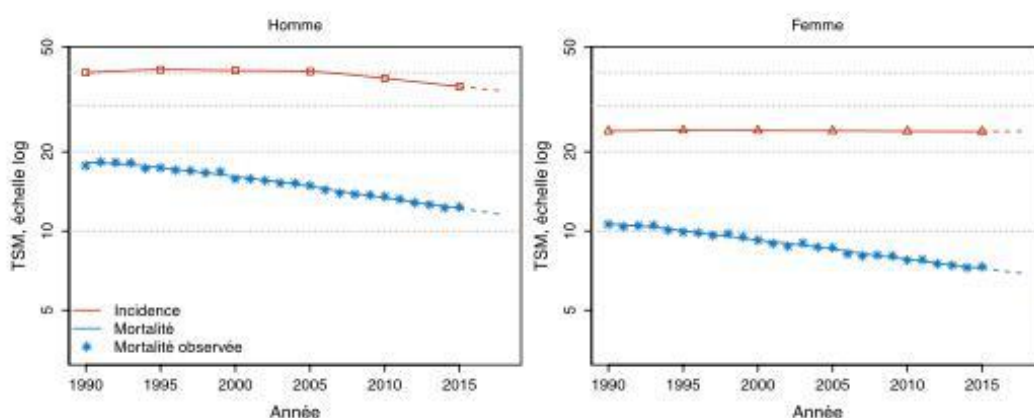 Homme
50
20
10
5
TSM, échelle log
Incidence
Mortalité
Mortalité observée
1990 1995 2000 2005 2010 2015
Année
Femme
50
20
10
5
TSM, échelle log
1990 1995 2000 2005 2010 2015
Année